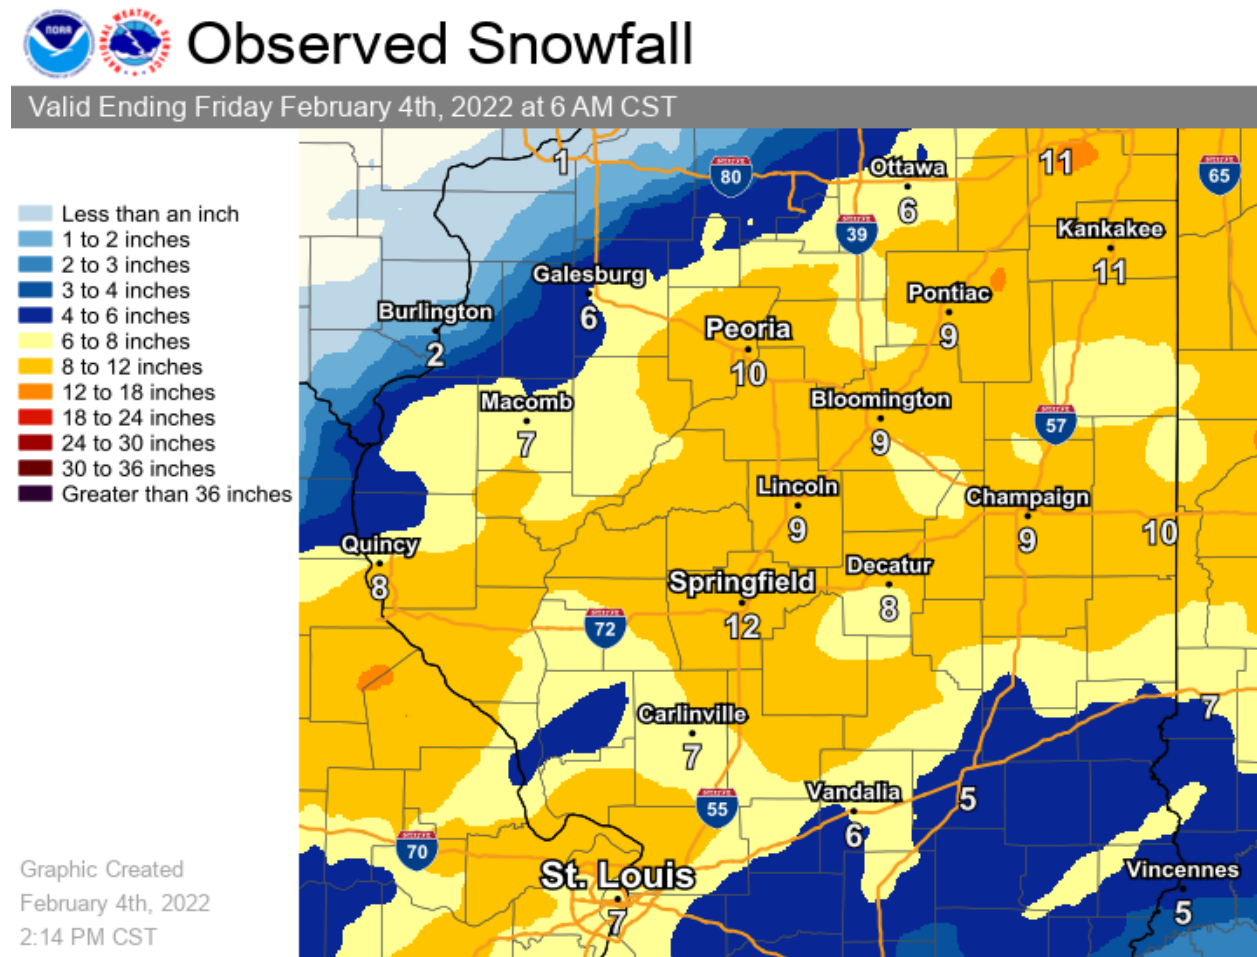 NOAA
NATIONAL WEATHER SERVICE
Observed Snowfall
Valid Ending Friday February 4th, 2022 at 6 AM CST
Less than an inch
1 to 2 inches
2 to 3 inches
3 to 4 inches
4 to 6 inches
6 to 8 inches
8 to 12 inches
12 to 18 inches
18 to 24 inches
24 to 30 inches
30 to 36 inches
Greater than 36 inches
1
80
Ottawa
6
11
65
39
Kankakee
11
Galesburg
6
Burlington
2
Pontiac
9
Peoria
10
Macomb
7
Bloomington
9
57
Lincoln
9
Champaign
9
10
Quincy
8
Springfield
12
Decatur
8
72
Carlinville
7
7
55
Vandalia
6
5
70
St. Louis
7
Vincennes
5
Graphic Created
February 4th, 2022
2:14 PM CST